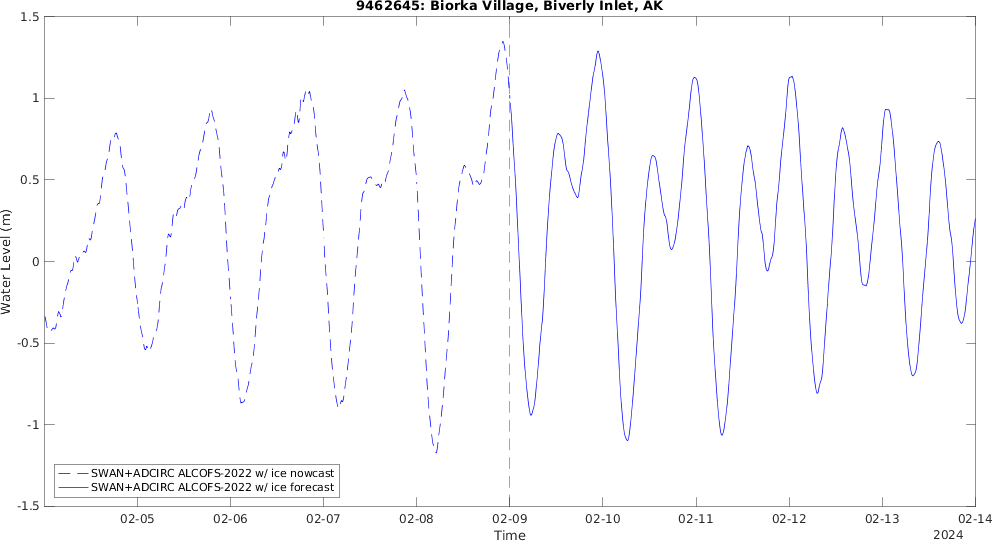 9462645: Biorka Village, Biverly Inlet, AK
Water Level (m)
1.5
1
0.5
0
-0.5
-1
-1.5
SWAN+ADCIRC ALCOFS-2022 w/ ice nowcast
SWAN+ADCIRC ALCOFS-2022 w/ ice forecast
02-05 02-06 02-07 02-08 02-09 02-10 02-11 02-12 02-13 02-14
Time
2024